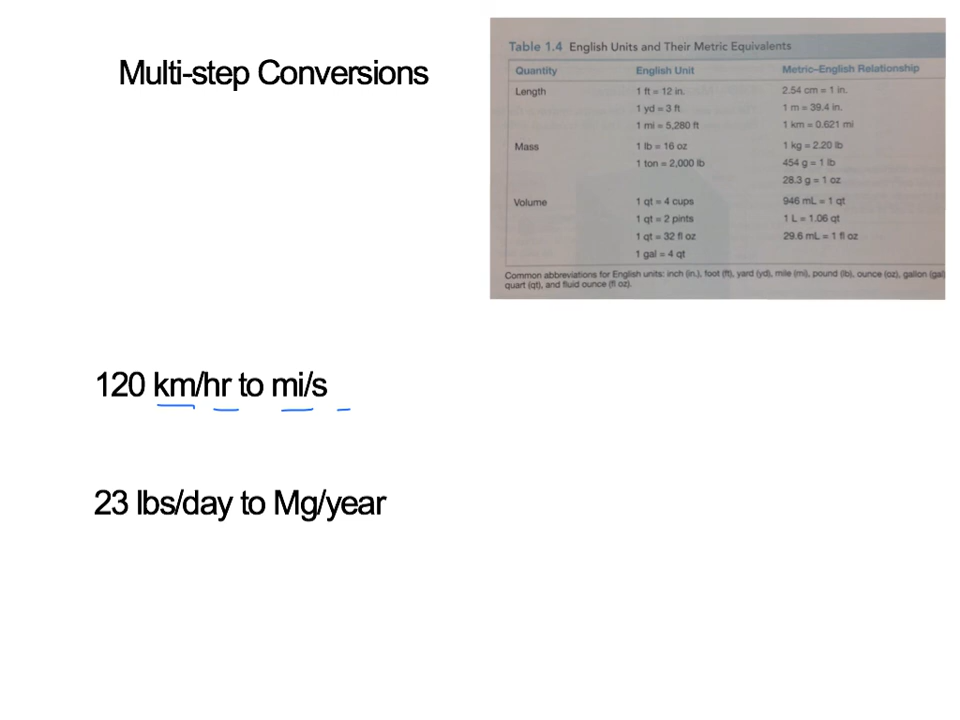 Multi-step Conversions
Table 1.4 English Units and Their Metric Equivalents
Quantity English Unit Metric–English Relationship
Length 1 ft = 12 in. 2.54 cm = 1 in.
1 yd = 3 ft 1 m = 39.4 in.
1 mi = 5,280 ft 1 km = 0.621 mi
Mass 1 lb = 16 oz 1 kg = 2.20 lb
1 ton = 2,000 lb 454 g = 1 lb
28.3 g = 1 oz
Volume 1 qt = 4 cups 946 mL = 1 qt
1 qt = 2 pints 1 L = 1.06 qt
1 qt = 32 fl oz 29.6 mL = 1 fl oz
1 gal = 4 qt
Common abbreviations for English units: inch (in.), foot (ft), yard (yd), mile (mi), pound (lb), ounce (oz), gallon (gal
quart (qt), and fluid ounce (fl oz).
120 km/hr to mi/s
23 lbs/day to Mg/year